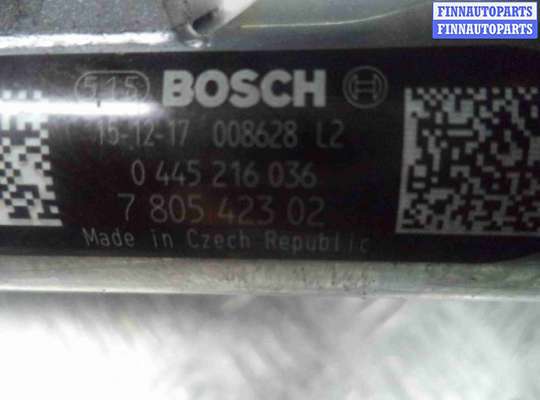 FINNAUTOPARTS
FINNAUTOPARTS
515 BOSCH
15-12-17 008628 L2
0 445 216 036
7 805 423 02
Made in Czech Republic